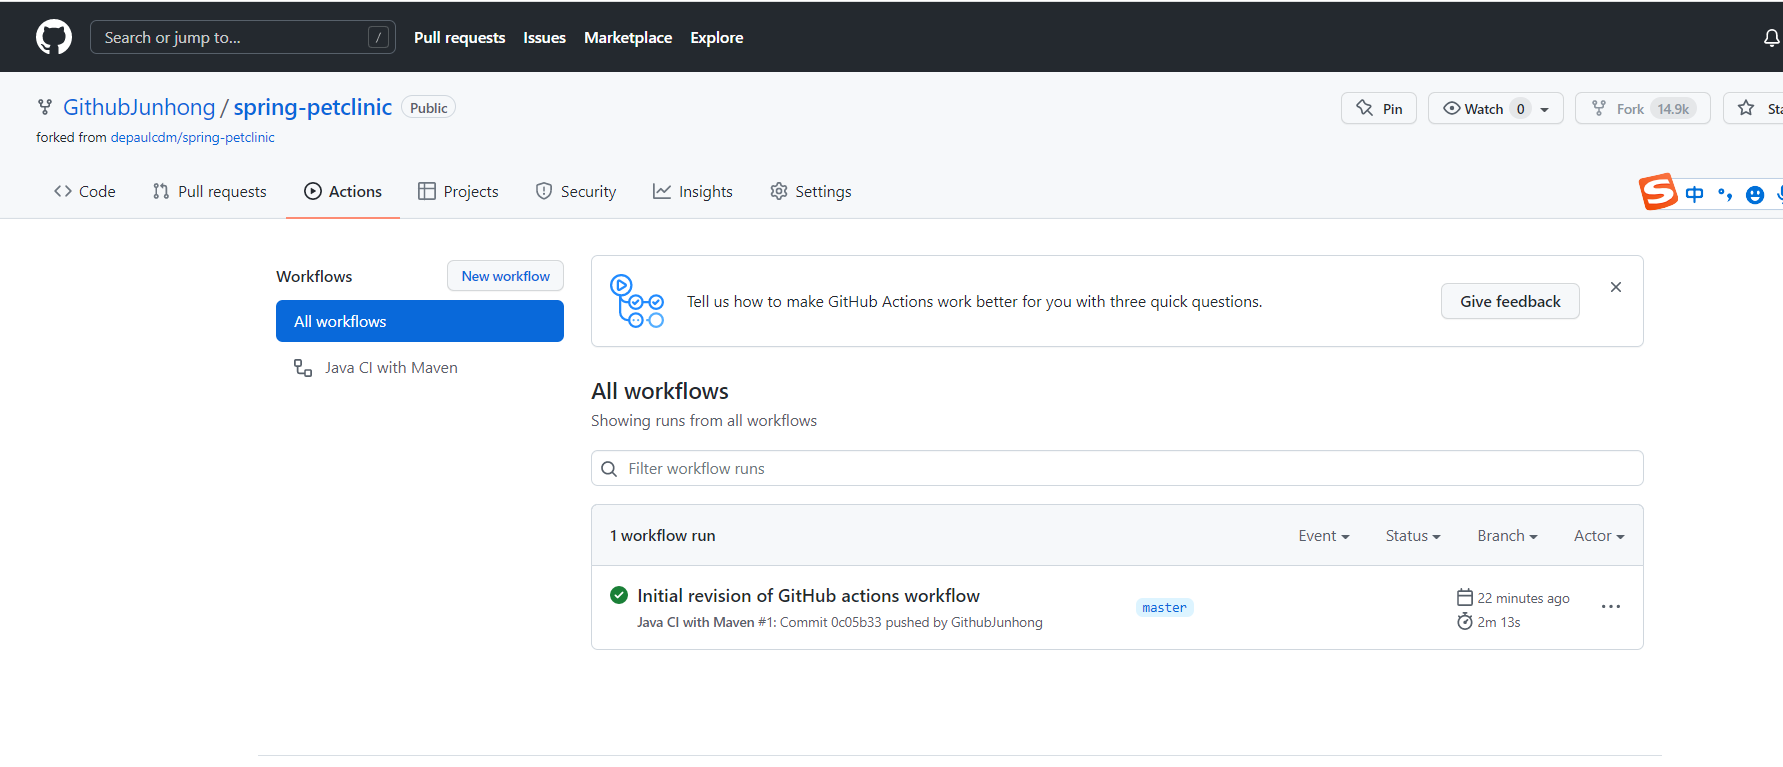 Search or jump to... /
Pull requests Issues Marketplace Explore
GithubJunhong / spring-petclinic Public
Pin Watch 0 Fork 14.9k Sta
forked from depaulcdm/spring-petclinic
Code Pull requests Actions Projects Security Insights Settings
S 中 °,
Workflows New workflow
All workflows
Java CI with Maven
Tell us how to make GitHub Actions work better for you with three quick questions. Give feedback
All workflows
Showing runs from all workflows
Filter workflow runs
1 workflow run Event Status Branch Actor
Initial revision of GitHub actions workflow
Java CI with Maven #1: Commit 0c05b33 pushed by GithubJunhong
master
22 minutes ago
2m 13s